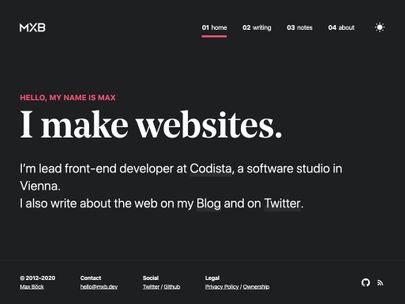 MXB
01 home
02 writing
03 notes
04 about
HELLO, MY NAME IS MAX
I make websites.
I'm lead front-end developer at Codista, a software studio in
Vienna.
I also write about the web on my Blog and on Twitter.
© 2012–2020
Max Böck
Contact
hello@mxb.dev
Social
Twitter / Github
Legal
Privacy Policy / Ownership